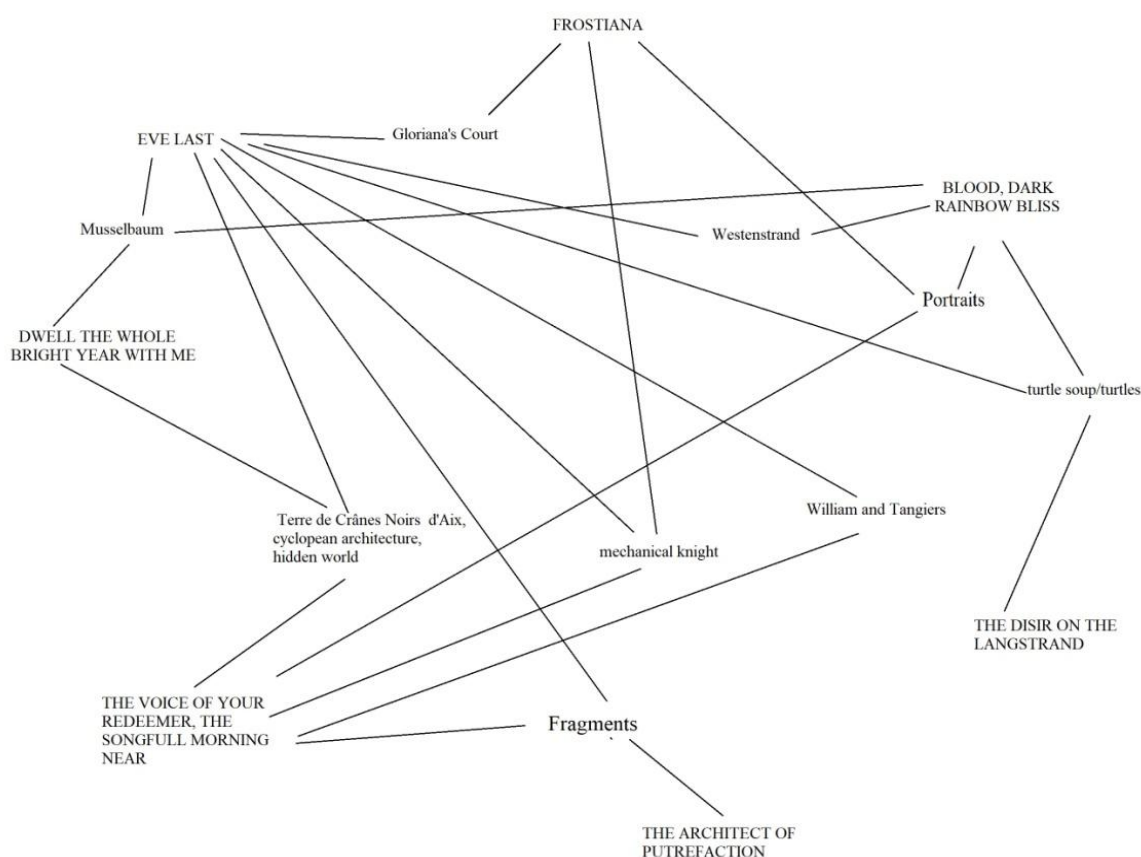 FROSTIANA
Gloriana's Court
EVE LAST
BLOOD, DARK
RAINBOW BLISS
Musselbaum
Westenstrand
Portraits
DWELL THE WHOLE
BRIGHT YEAR WITH ME
turtle soup/turtles
Terre de Crânes Noirs d'Aix,
cyclopean architecture,
hidden world
William and Tangiers
mechanical knight
THE DISIR ON THE
LANGSTRAND
THE VOICE OF YOUR
REDEEMER, THE
SONGFULL MORNING
NEAR
Fragments
THE ARCHITECT OF
PUTREFACTION